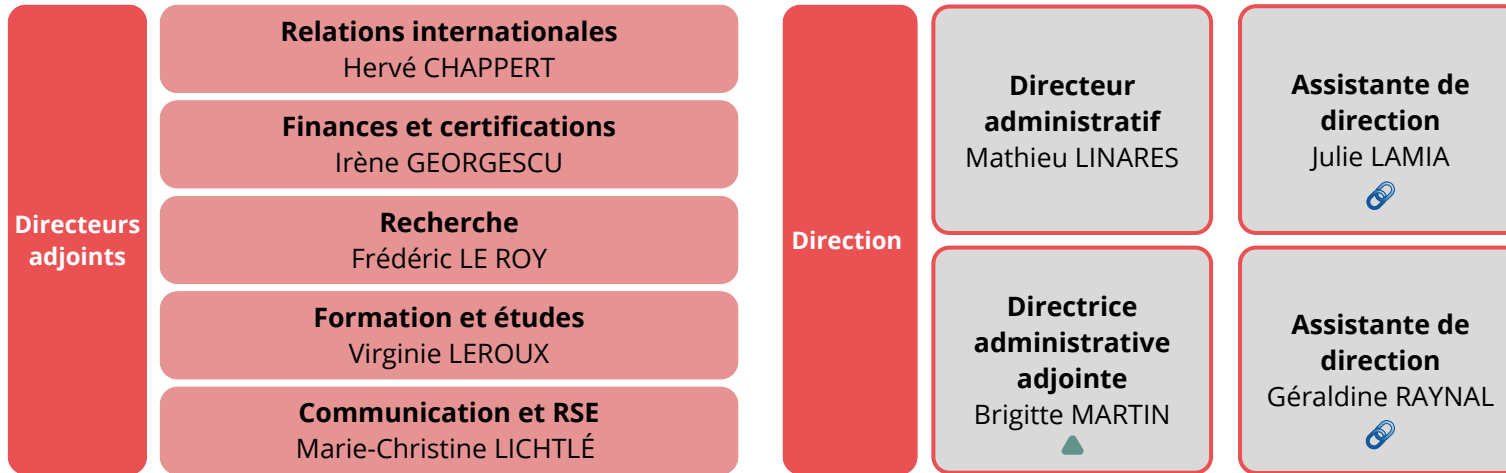 Directeurs
adjoints
Relations internationales
Hervé CHAPPERT
Finances et certifications
Irène GEORGESCU
Recherche
Frédéric LE ROY
Formation et études
Virginie LEROUX
Communication et RSE
Marie-Christine LICHTLÉ
Direction
Directeur
administratif
Mathieu LINARES
Assistante de
direction
Julie LAMIA
Directrice
administrative
adjointe
Brigitte MARTIN
Assistante de
direction
Géraldine RAYNAL